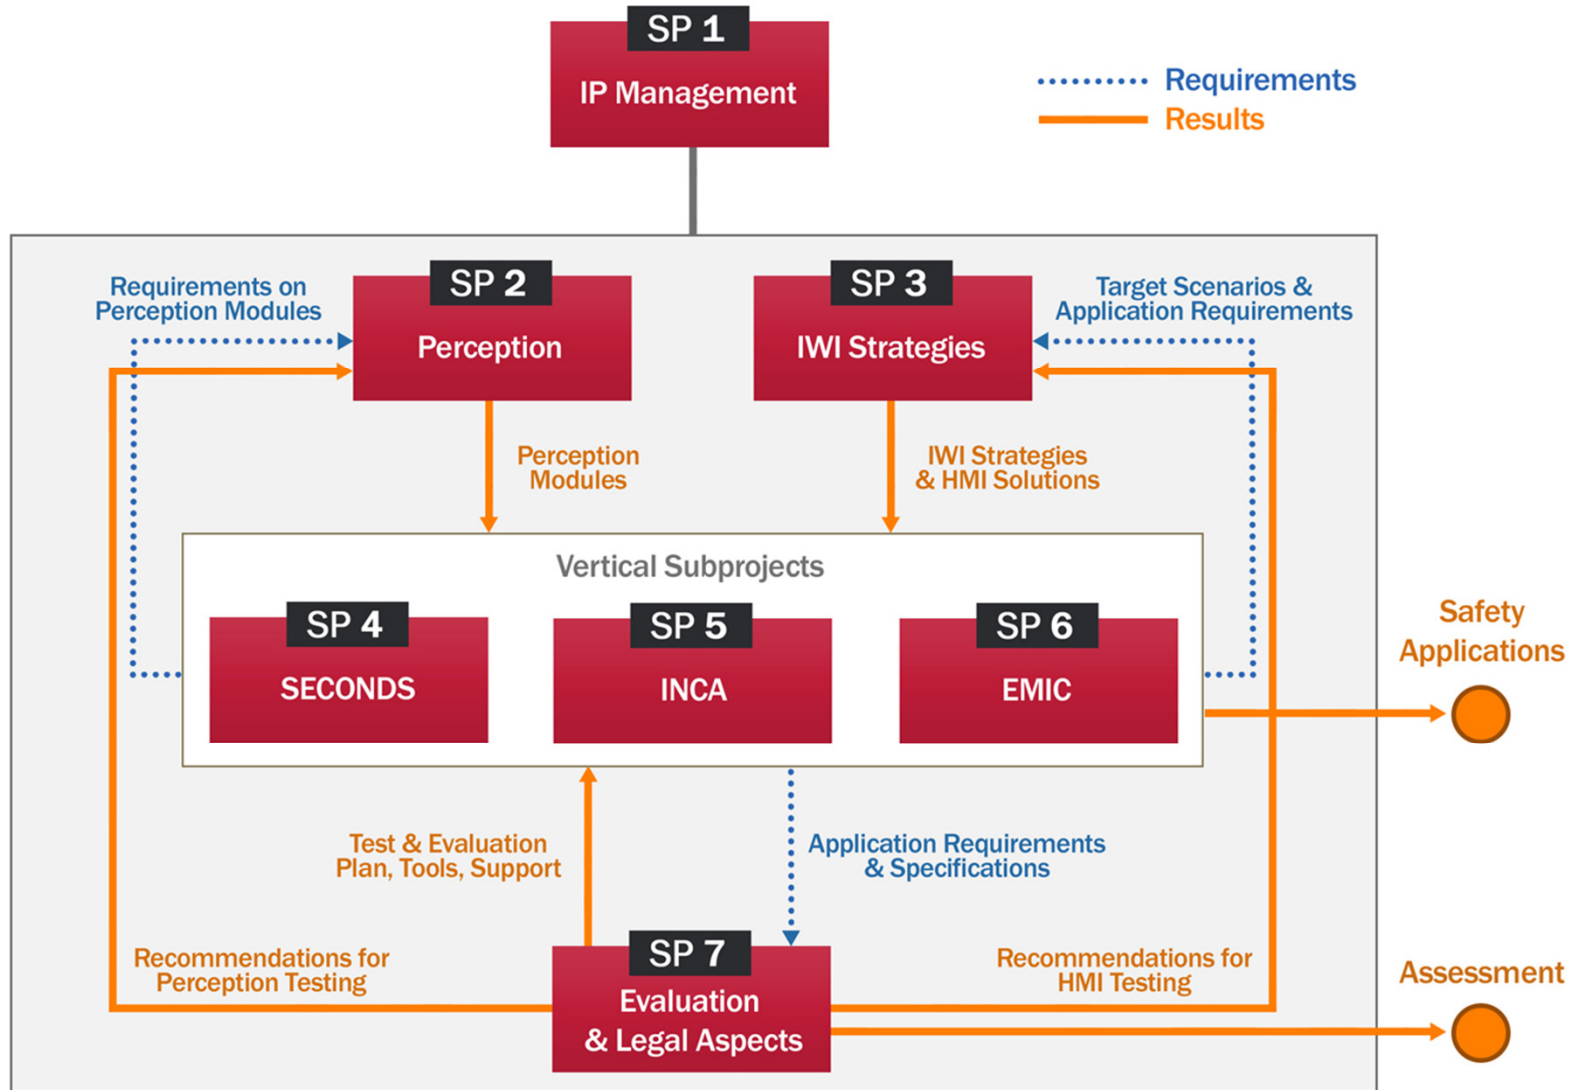 SP 1
IP Management
Requirements
Results
SP 2
Perception
SP 3
IWI Strategies
Requirements on
Perception Modules
Target Scenarios &
Application Requirements
Perception
Modules
IWI Strategies
& HMI Solutions
Vertical Subprojects
SP 4
SECONDS
SP 5
INCA
SP 6
EMIC
Safety
Applications
Test & Evaluation
Plan, Tools, Support
Application Requirements
& Specifications
Recommendations for
Perception Testing
SP 7
Evaluation
& Legal Aspects
Recommendations for
HMI Testing
Assessment